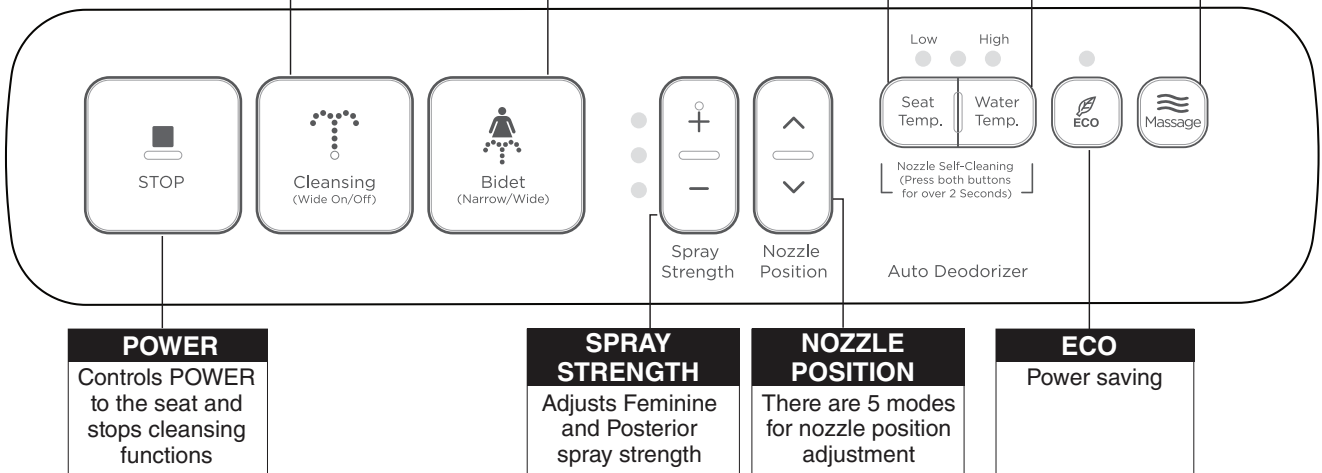 Low High
Seat
Temp.
Water
Temp.
ECO
Massage
STOP
Cleansing
(Wide On/Off)
Bidet
(Narrow/Wide)
Nozzle Self-Cleaning
(Press both buttons
for over 2 Seconds)
Spray
Strength
Nozzle
Position
Auto Deodorizer
POWER
Controls POWER
to the seat and
stops cleansing
functions
SPRAY
STRENGTH
Adjusts Feminine
and Posterior
spray strength
NOZZLE
POSITION
There are 5 modes
for nozzle position
adjustment
ECO
Power saving